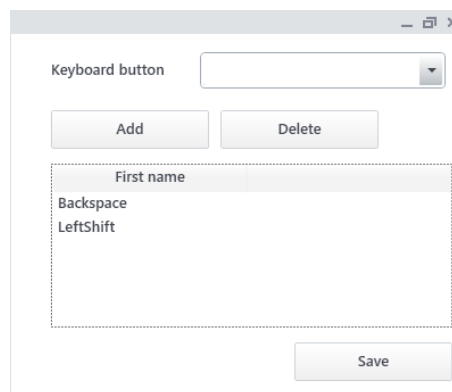 Keyboard button
Add Delete
First name
Backspace
LeftShift
Save